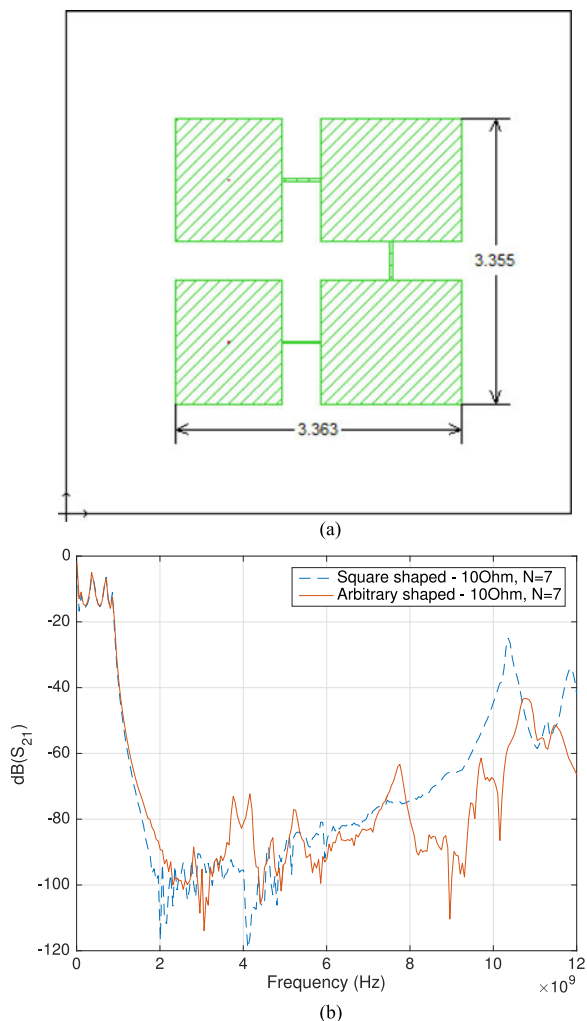 3.355
3.363
(a)
0
-20
-40
-60
-80
-100
-120
dB(S21)
Square shaped - 10Ohm, N=7
Arbitrary shaped - 10Ohm, N=7
0 2 4 6 8 10 12
Frequency (Hz)
×10^9
(b)